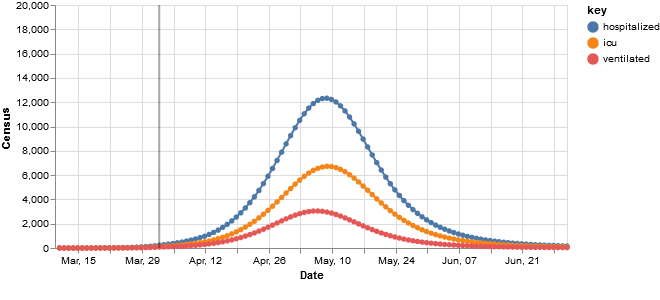 20,000
18,000
16,000
14,000
12,000
10,000
8,000
6,000
4,000
2,000
0
Census
Mar, 15
Mar, 29
Apr, 12
Apr, 26
May, 10
May, 24
Jun, 07
Jun, 21
Date
key
hospitalized
icu
ventilated